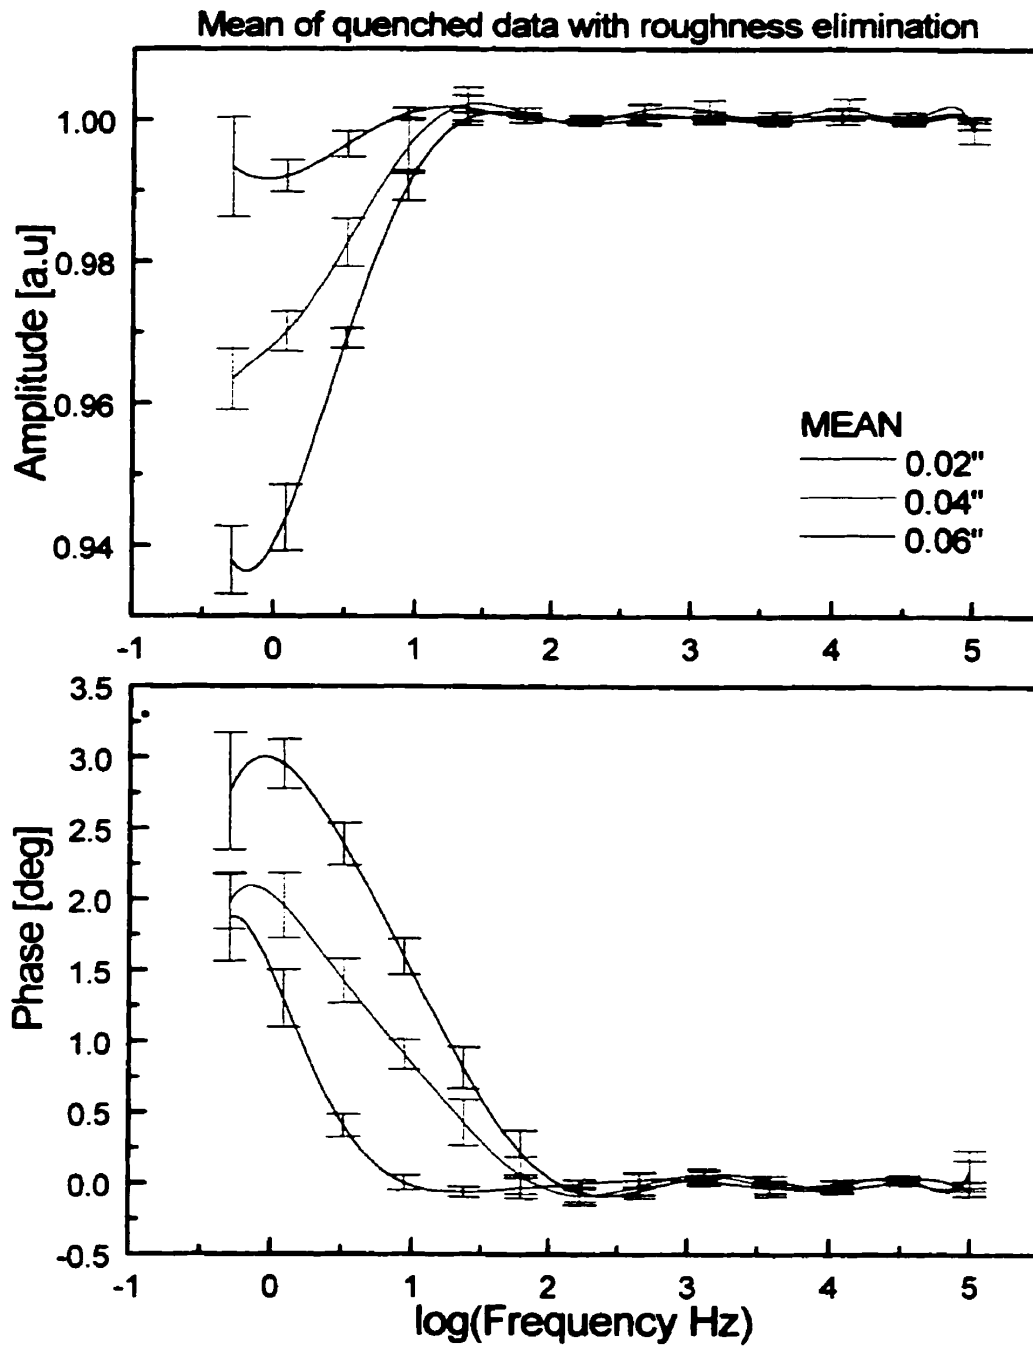 Mean of quenched data with roughness elimination
Amplitude [a.u]
1.00
0.98
0.96
0.94
MEAN
0.02"
0.04"
0.06"
-1 0 1 2 3 4 5
Phase [deg]
3.5
3.0
2.5
2.0
1.5
1.0
0.5
0.0
-0.5
-1 0 1 2 3 4 5
log(Frequency Hz)